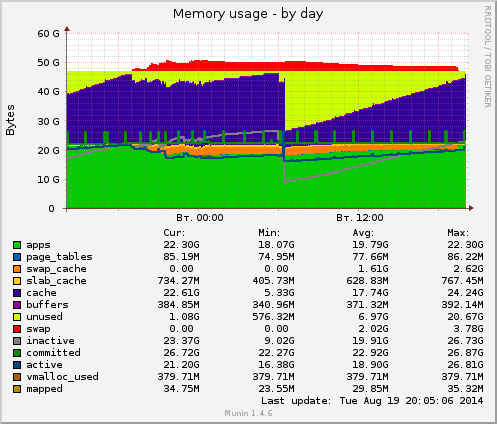 Memory usage - by day
RRDTOOL / TOBI OETIKER
Bytes
60 G
50 G
40 G
30 G
20 G
10 G
0
Вт. 00:00 Вт. 12:00
Cur: Min: Avg: Max:
apps 22.30G 18.07G 19.79G 22.30G
page_tables 85.19M 74.95M 77.66M 86.22M
swap_cache 0.00 0.00 1.61G 2.62G
slab_cache 734.27M 405.73M 628.83M 767.45M
cache 22.61G 5.33G 17.74G 24.24G
buffers 384.85M 340.96M 371.32M 392.14M
unused 1.08G 576.32M 6.97G 20.67G
swap 0.00 0.00 2.02G 3.78G
inactive 23.37G 9.02G 19.91G 26.73G
committed 26.72G 22.27G 22.92G 26.87G
active 21.20G 16.38G 18.90G 26.81G
vmalloc_used 379.71M 379.71M 379.71M 379.71M
mapped 34.75M 23.55M 29.85M 35.32M
Last update: Tue Aug 19 20:05:06 2014
Munin 1.4.6